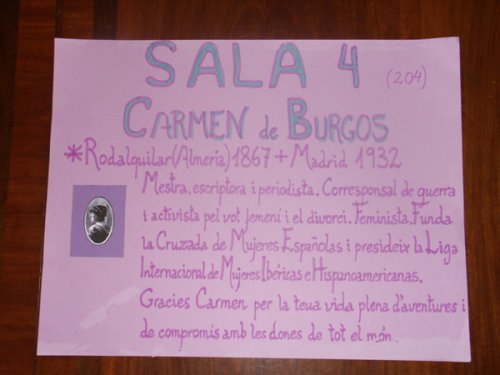 SALA 4 (204)
CARMEN de BURGOS
*Rodalquilar (Almeria) 1867 + Madrid 1932
Mestra, escriptora i periodista. Corresponsal de guerra
i activista pel vot femení i el divorci. Feminista. Funda
la Cruzada de Mujeres Españolas i presideix la Liga
Internacional de Mujeres Ibéricas e Hispanoamericanas.
Gracies Carmen per la teua vida plena d'aventures i
de compromís amb les dones de tot el món.